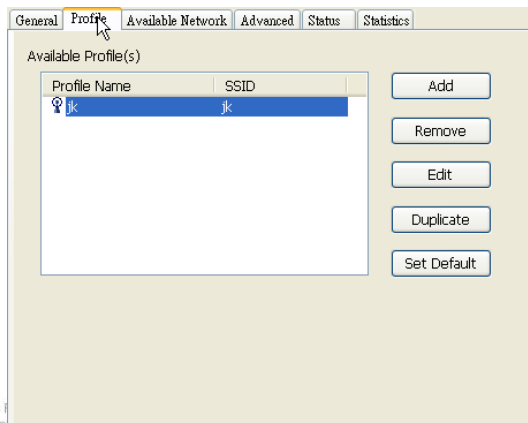 General Profile Available Network Advanced Status Statistics
Available Profile(s)
Profile Name SSID
jk jk
Add
Remove
Edit
Duplicate
Set Default